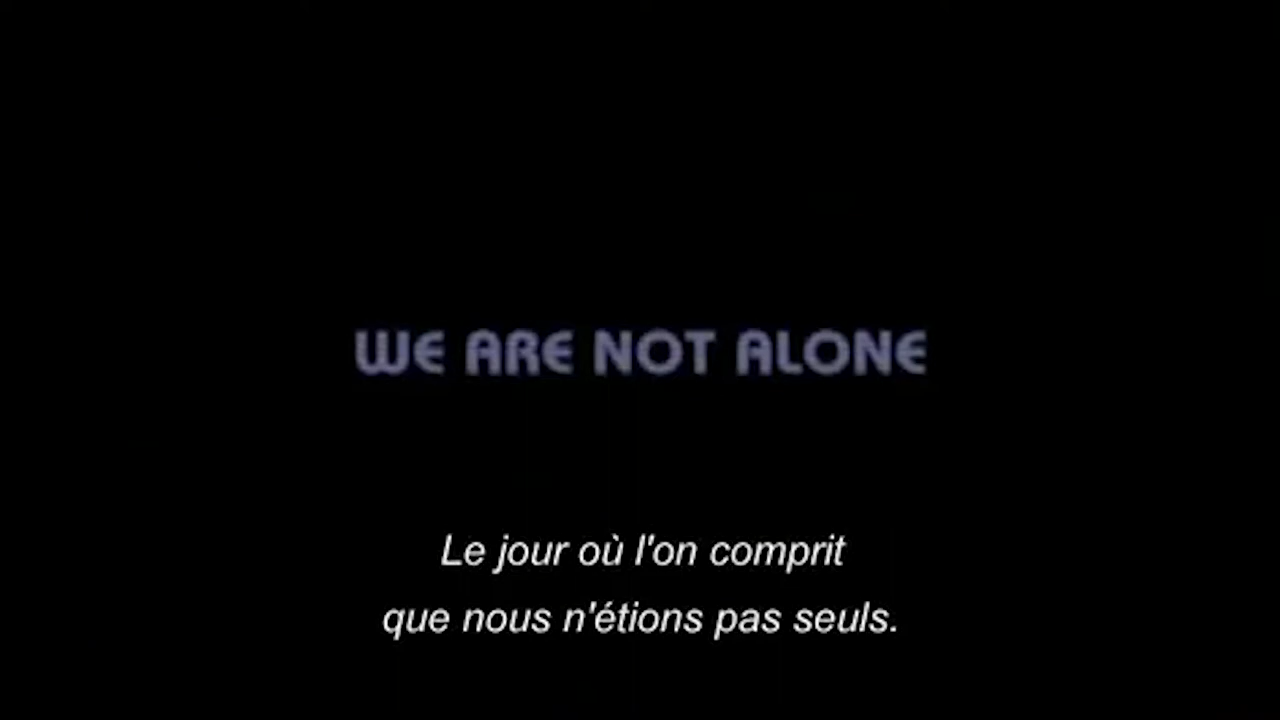 WE ARE NOT ALONE
Le jour où l'on comprit
que nous n'étions pas seuls.